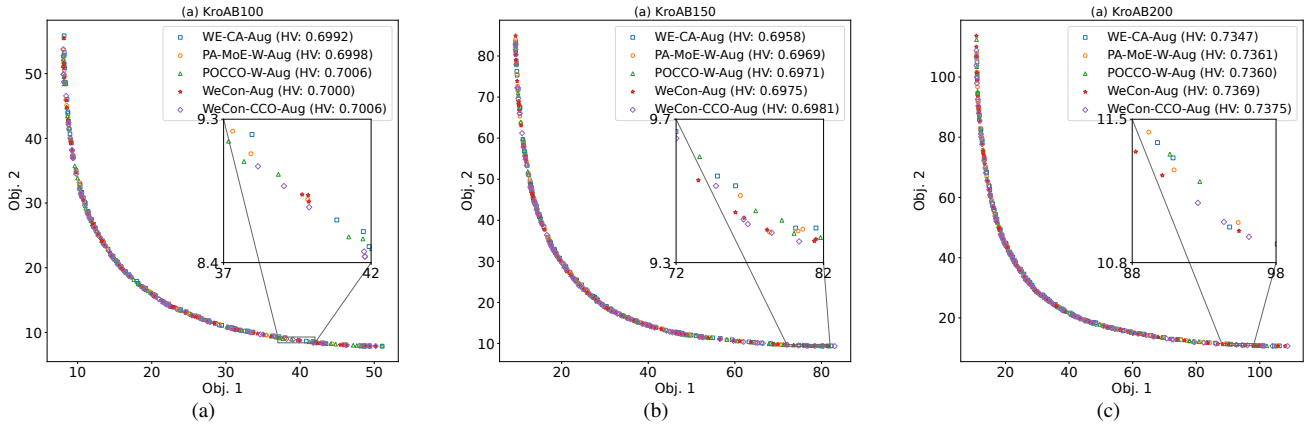 (a) KroAB100
WE-CA-Aug (HV: 0.6992)
PA-MoE-W-Aug (HV: 0.6998)
POCCO-W-Aug (HV: 0.7006)
WeCon-Aug (HV: 0.7000)
WeCon-CCO-Aug (HV: 0.7006)
9.3
8.4
37
42
50
40
30
20
10
Obj. 2
10
20
30
40
50
Obj. 1
(a)
(a) KroAB150
WE-CA-Aug (HV: 0.6958)
PA-MoE-W-Aug (HV: 0.6969)
POCCO-W-Aug (HV: 0.6971)
WeCon-Aug (HV: 0.6975)
WeCon-CCO-Aug (HV: 0.6981)
9.7
9.3
72
82
80
70
60
50
40
30
20
10
Obj. 2
10
20
30
40
50
60
70
80
Obj. 1
(b)
(a) KroAB200
WE-CA-Aug (HV: 0.7347)
PA-MoE-W-Aug (HV: 0.7361)
POCCO-W-Aug (HV: 0.7360)
WeCon-Aug (HV: 0.7369)
WeCon-CCO-Aug (HV: 0.7375)
11.5
10.8
88
98
100
80
60
40
20
Obj. 2
20
40
60
80
100
Obj. 1
(c)